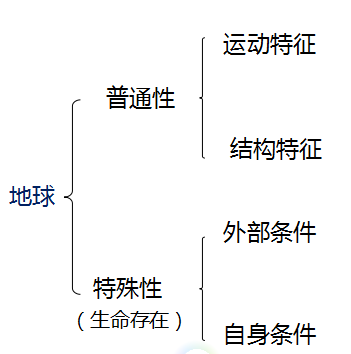 地球
普通性
运动特征
结构特征
特殊性
（生命存在）
外部条件
自身条件